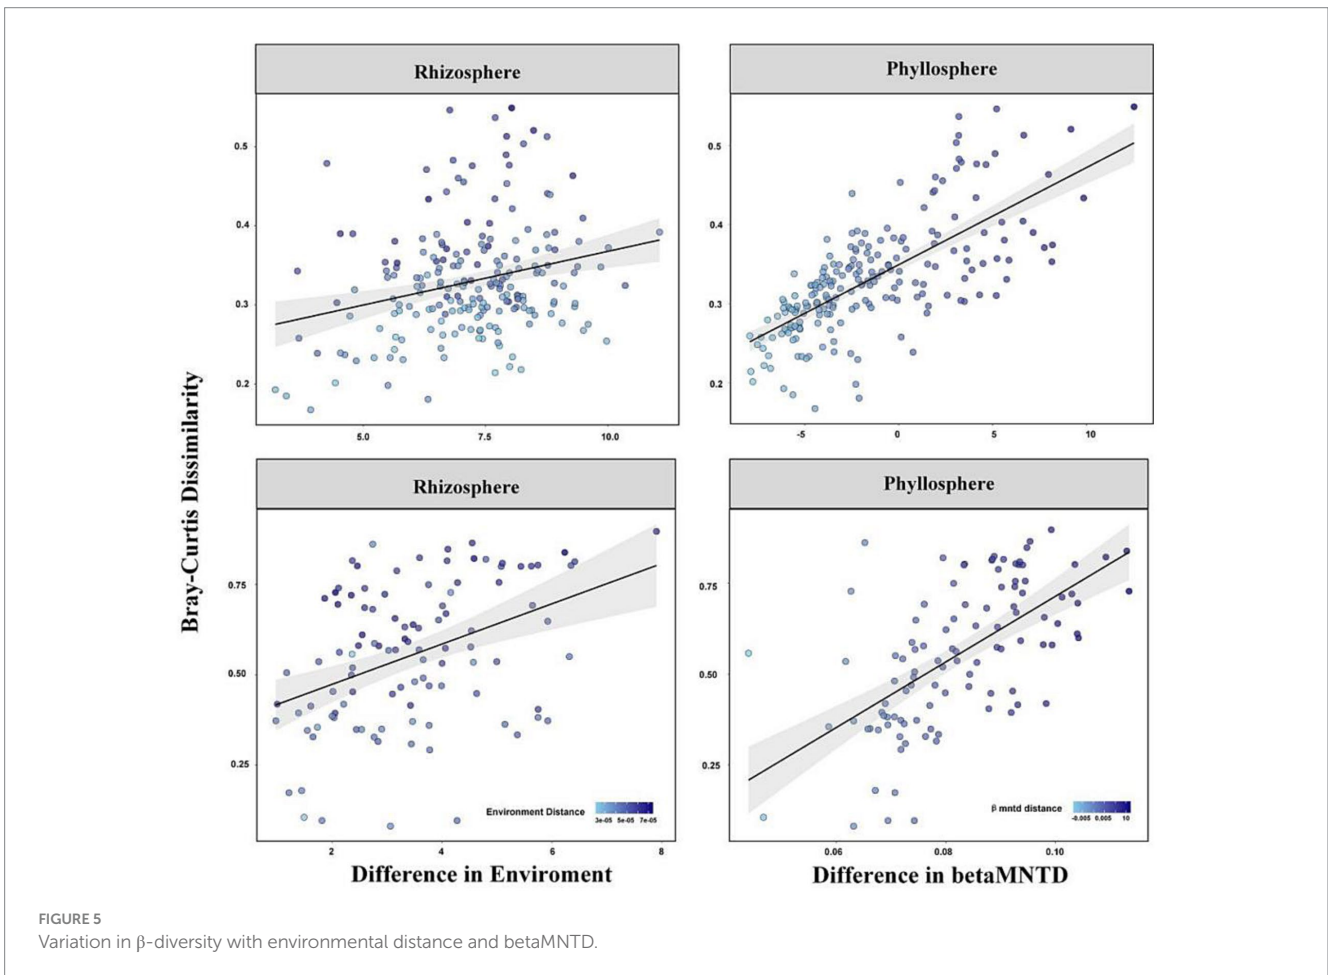 Rhizosphere
Phyllosphere
0.5
0.4
0.3
0.2
5.0 7.5 10.0
0.5
0.4
0.3
0.2
-5 0 5 10
Bray-Curtis Dissimilarity
Rhizosphere
Phyllosphere
0.75
0.50
0.25
Environment Distance
3e-05 5e-05 7e-05
2 4 6 8
0.75
0.50
0.25
β mntd distance
-0.005 0.005 10
0.06 0.08 0.10
Difference in Enviroment
Difference in betaMNTD
FIGURE 5
Variation in β-diversity with environmental distance and betaMNTD.